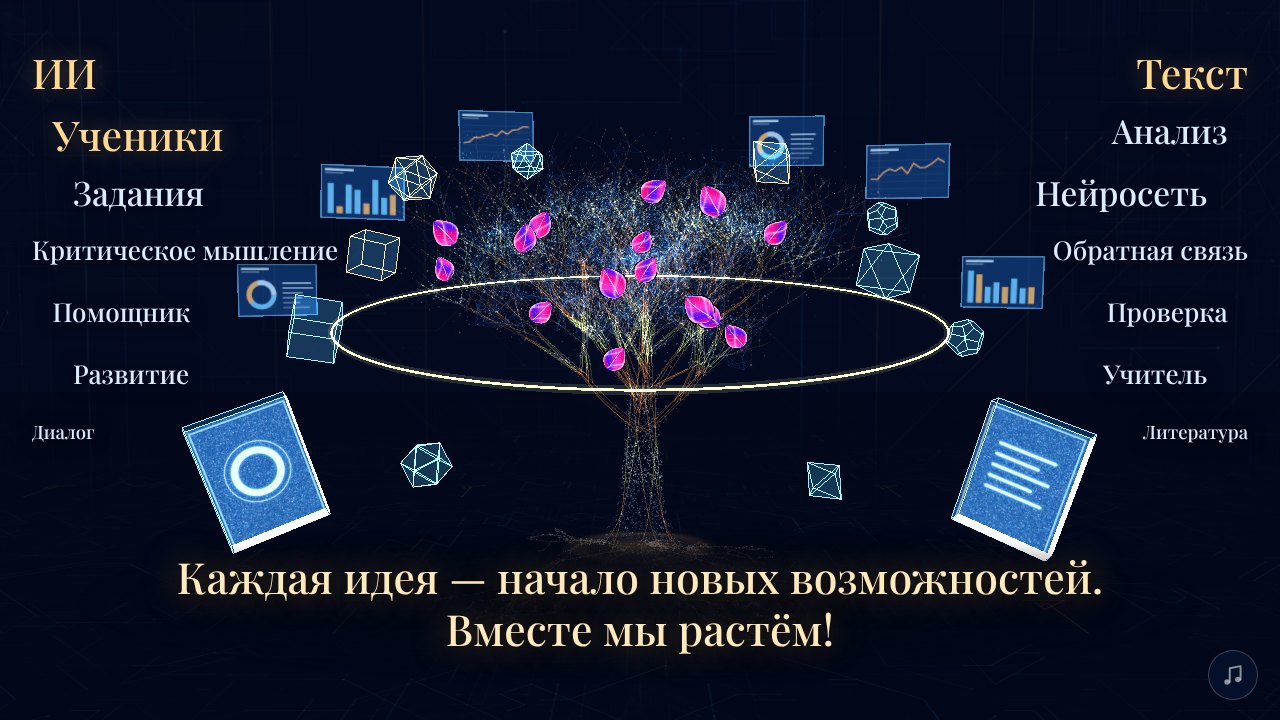 ИИ
Ученики
Задания
Критическое мышление
Помощник
Развитие
Диалог
Текст
Анализ
Нейросеть
Обратная связь
Проверка
Учитель
Литература
Каждая идея — начало новых возможностей.
Вместе мы растём!